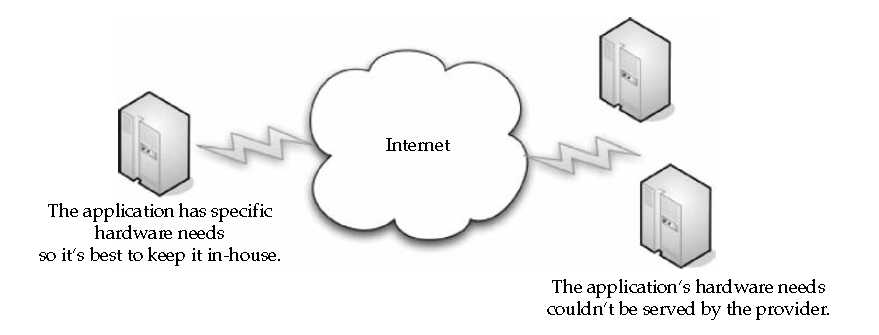 Internet
The application has specific
hardware needs
so it's best to keep it in-house.
The application's hardware needs
couldn't be served by the provider.